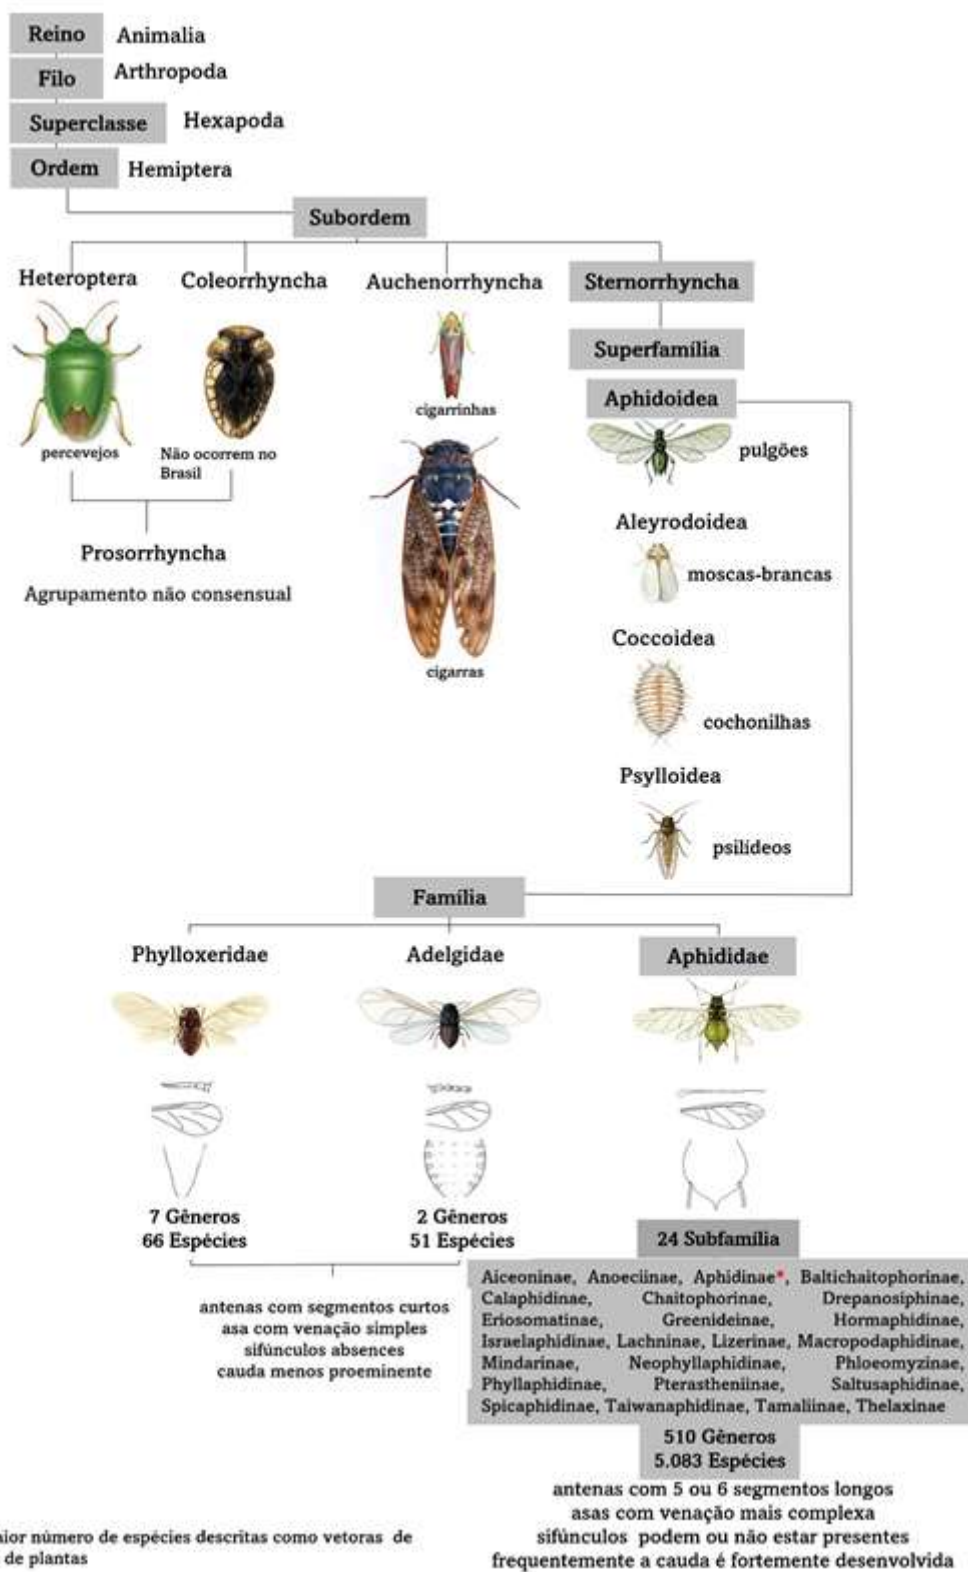 Reino Animalia
Filo Arthropoda
Superclasse Hexapoda
Ordem Hemiptera
Subordem
Heteroptera
Coleorrhyncha
Auchenorrhyncha
Sternorrhyncha
percevejos
Não ocorrem no
Brasil
Prosorrhyncha
Agrupamento não consensual
cigarrinhas
cigarras
Superfamília
Aphidoidea
pulgões
Aleyrodoidea
moscas-brancas
Coccoidea
cochonilhas
Psylloidea
psilídeos
Família
Phylloxeridae
Adelgidae
Aphididae
7 Gêneros
66 Espécies
2 Gêneros
51 Espécies
antenas com segmentos curtos
asa com venação simples
sifúnculos absences
cauda menos proeminente
24 Subfamília
Aiceoninae, Anoeciinae, Aphidinae*, Baltichaitophorinae,
Calaphidinae, Chaitophorinae, Drepanosiphinae,
Eriosomatinae, Greenideinae, Hormaphidinae,
Israelaphidinae, Lachninae, Lizerinae, Macropodaphidinae,
Mindarinae, Neophyllaphidinae, Phloeomyzinae,
Phyllaphidinae, Pterastheniinae, Saltusaphidinae,
Spicaphidinae, Taiwanaphidinae, Tamaliinae, Thelaxinae
510 Gêneros
5.083 Espécies
antenas com 5 ou 6 segmentos longos
asas com venação mais complexa
sifúnculos podem ou não estar presentes
frequentemente a cauda é fortemente desenvolvida
número de espécies descritas como vetoras de
de plantas